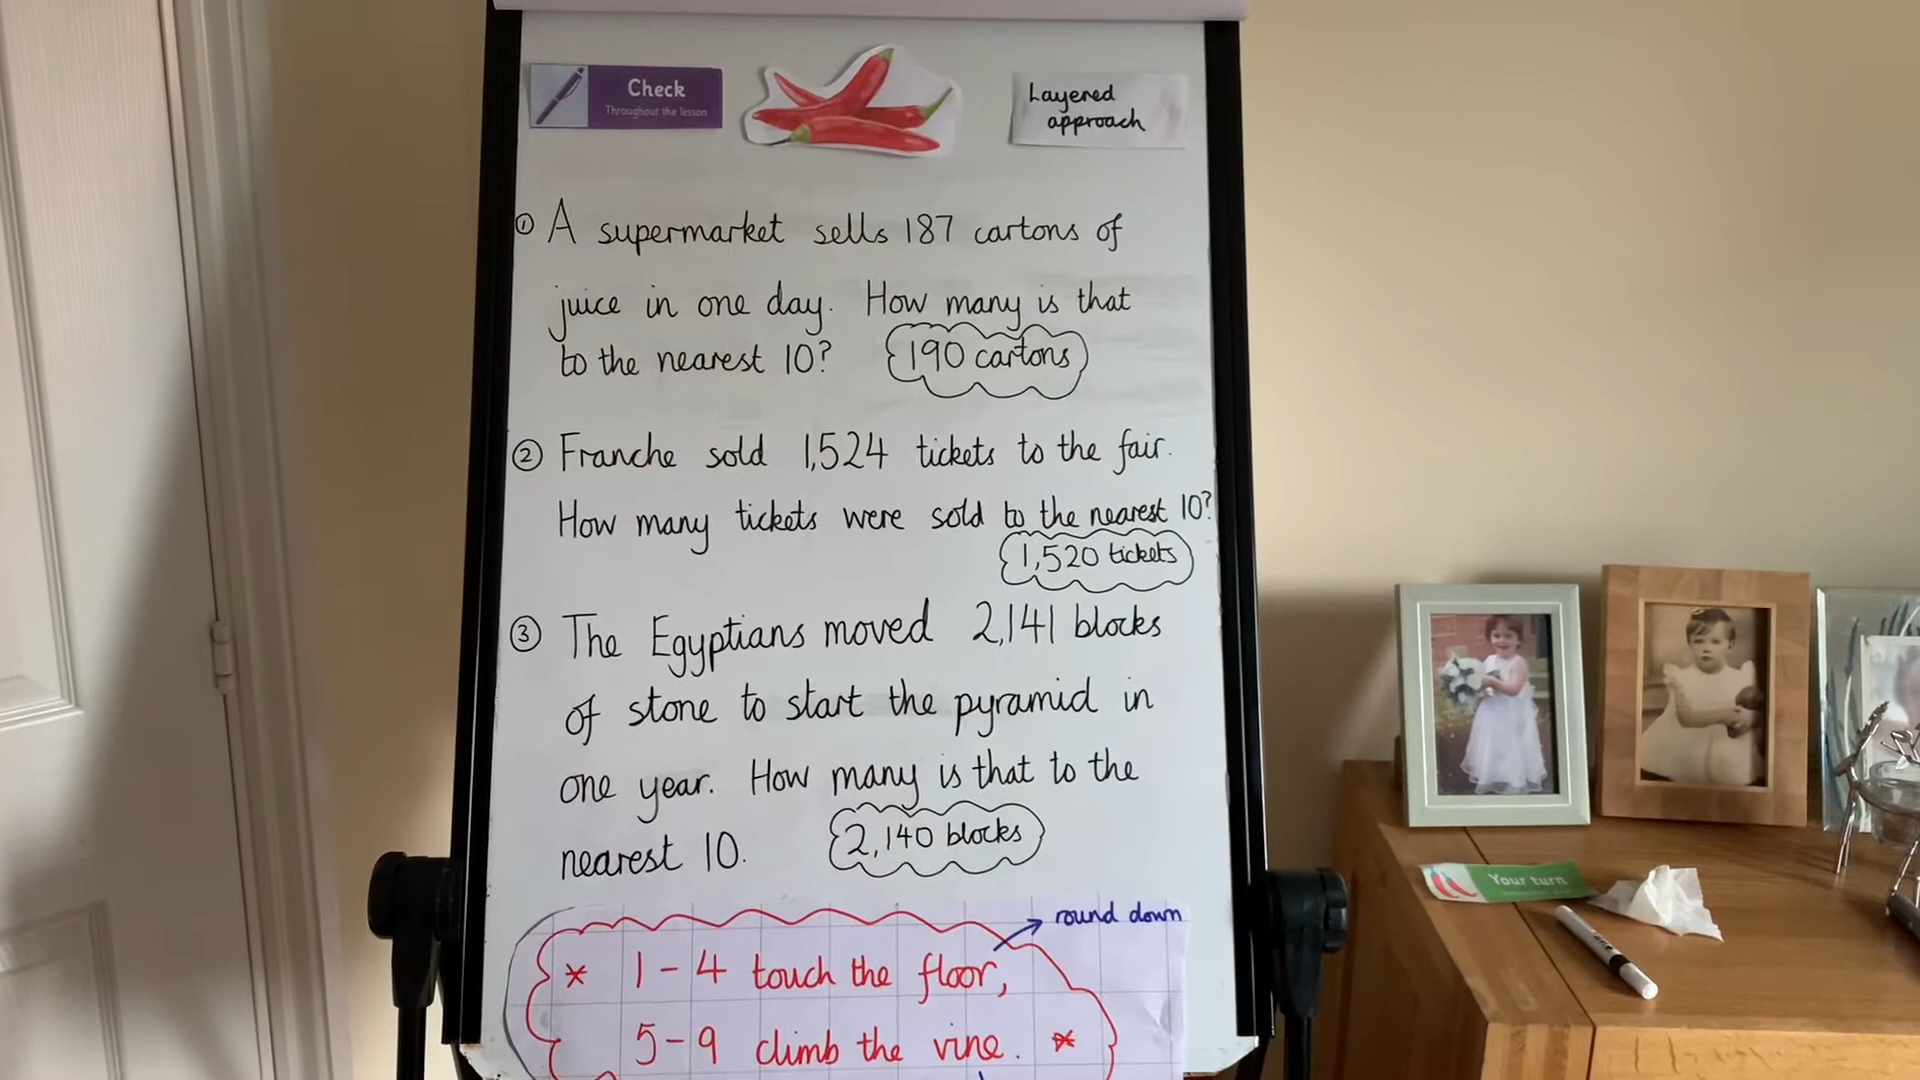 Check
Throughout the lesson
Layered
approach
① A supermarket sells 187 cartons of
juice in one day. How many is that
to the nearest 10? 190 cartons
② Franche sold 1,524 tickets to the fair.
How many tickets were sold to the nearest 10?
1,520 tickets
③ The Egyptians moved 2,141 blocks
of stone to start the pyramid in
one year. How many is that to the
nearest 10. 2,140 blocks
round down
* 1-4 touch the floor,
5-9 climb the vine. *
Your turn